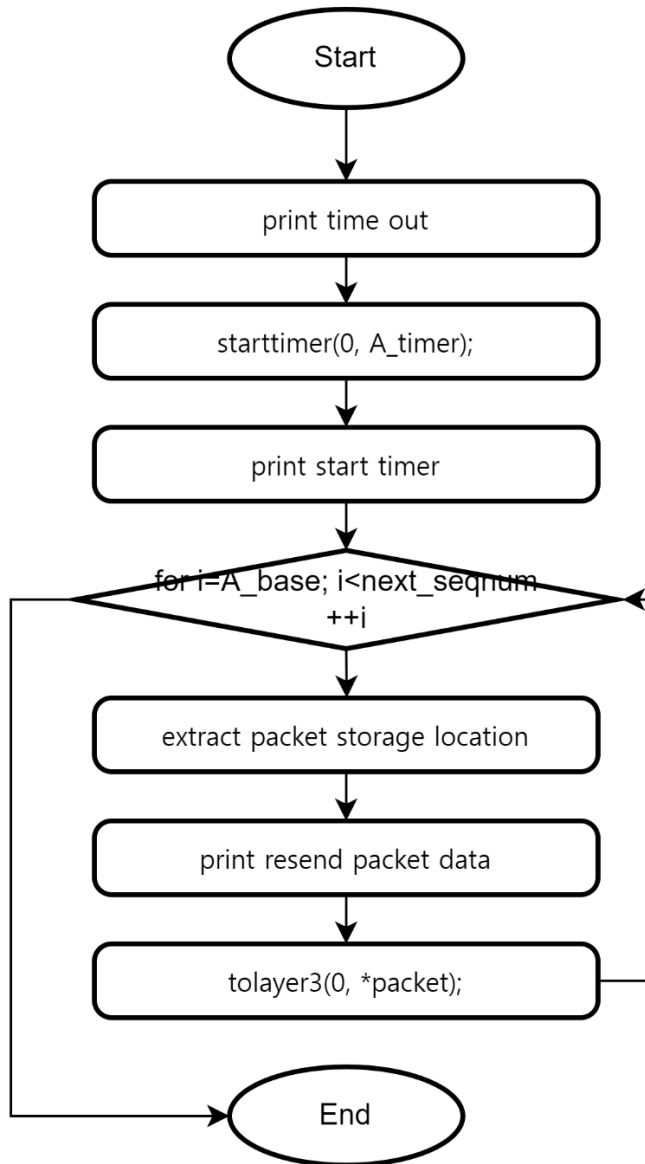 Start
print time out
starttimer(0, A_timer);
print start timer
for i=A_base; i<next_seqnum
++i
extract packet storage location
print resend packet data
tolayer3(0, *packet);
End